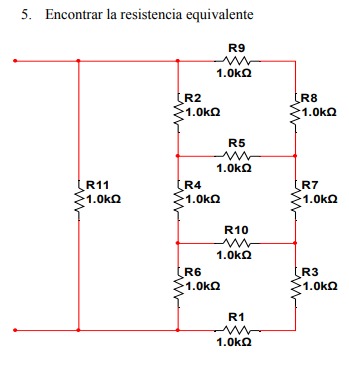 5. Encontrar la resistencia equivalente
R9
1.0kΩ
R2
1.0kΩ
R8
1.0kΩ
R5
1.0kΩ
R11
1.0kΩ
R4
1.0kΩ
R7
1.0kΩ
R10
1.0kΩ
R6
1.0kΩ
R3
1.0kΩ
R1
1.0kΩ